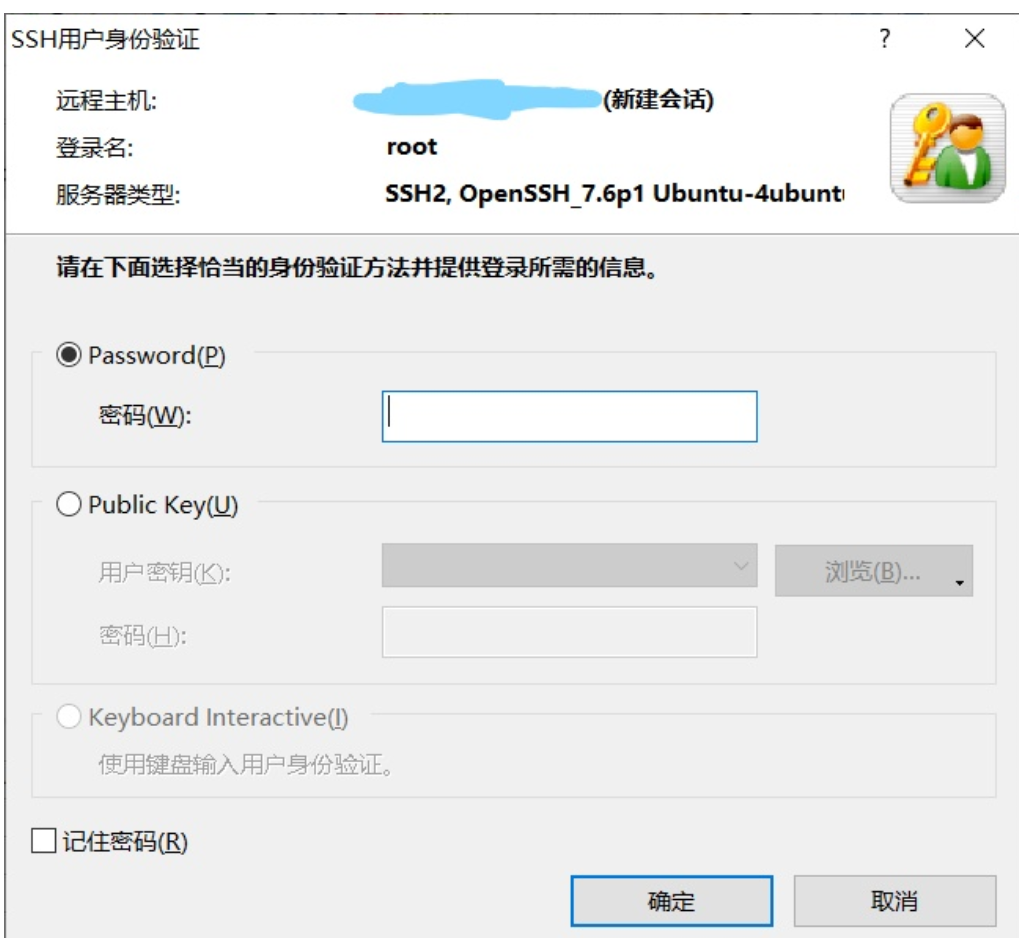 SSH用户身份验证
?
远程主机: (新建会话)
登录名: root
服务器类型: SSH2, OpenSSH_7.6p1 Ubuntu-4ubunt
请在下面选择恰当的身份验证方法并提供登录所需的信息。
Password(P)
密码(W):
Public Key(U)
用户密钥(K): 浏览(B)...
密码(H):
Keyboard Interactive(I)
使用键盘输入用户身份验证。
记住密码(R)
确定 取消